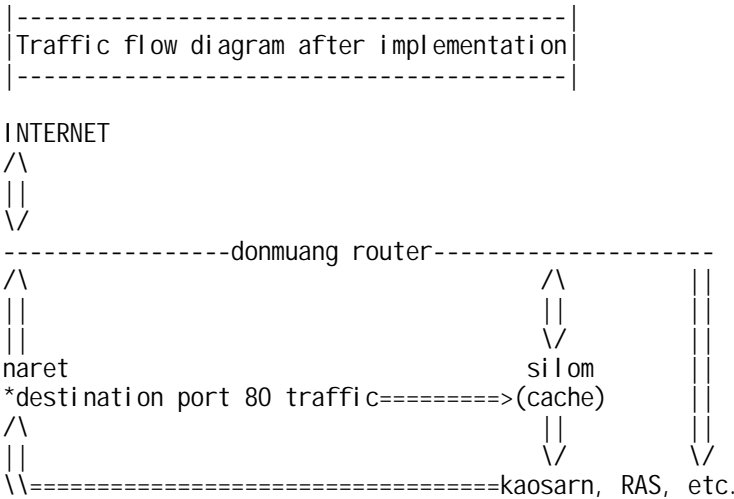 |-----------------------------------------|
|Traffic flow diagram after implementation|
|-----------------------------------------|
INTERNET
/\
||
\/
-----------------donmuang router---------------------
/\                                      /\         ||
||                                      ||         ||
||                                      \/         ||
naret                                  silom       ||
*destination port 80 traffic=========>(cache)      ||
/\                                      ||         ||
||                                      \/         \/
\\===================================kaosarn, RAS, etc.